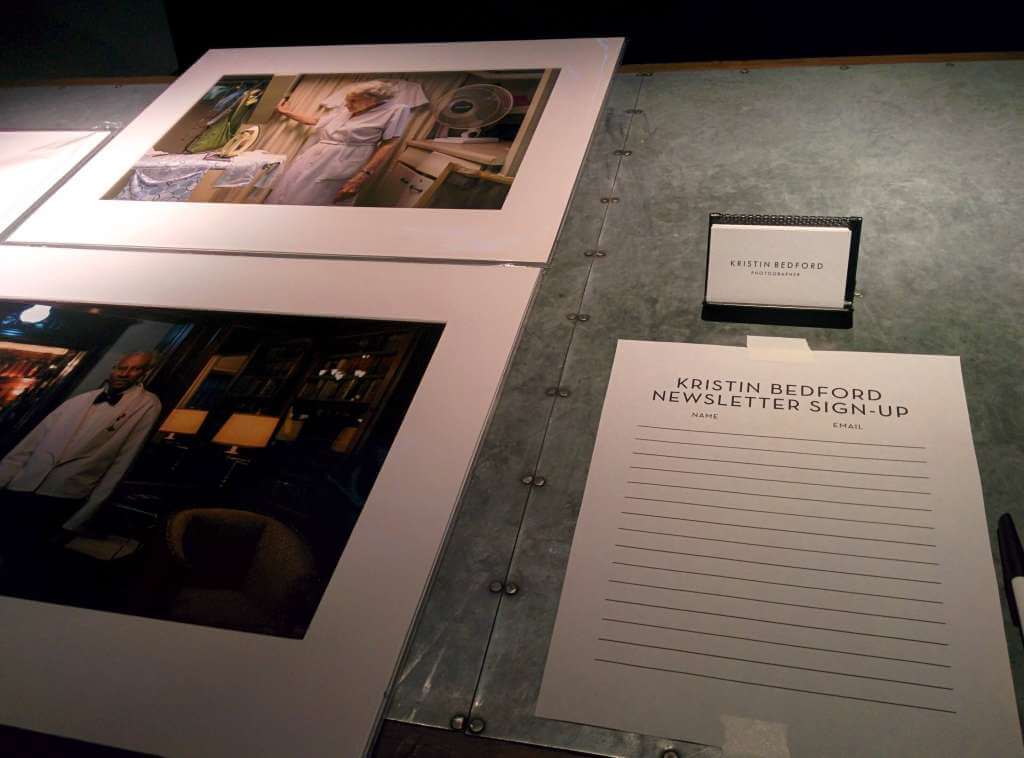 KRISTIN BEDFORD
PHOTOGRAPHER
KRISTIN BEDFORD
NEWSLETTER SIGN-UP
NAME EMAIL